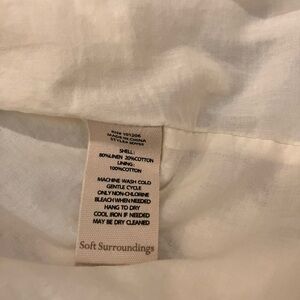 MADE IN CHINA
SHELL:
80%LINEN 20%COTTON
LINING:
100%COTTON
MACHINE WASH COLD
GENTLE CYCLE
ONLY NON-CHLORINE
BLEACH WHEN NEEDED
HANG TO DRY
COOL IRON IF NEEDED
MAY BE DRY CLEANED
Soft Surroundings